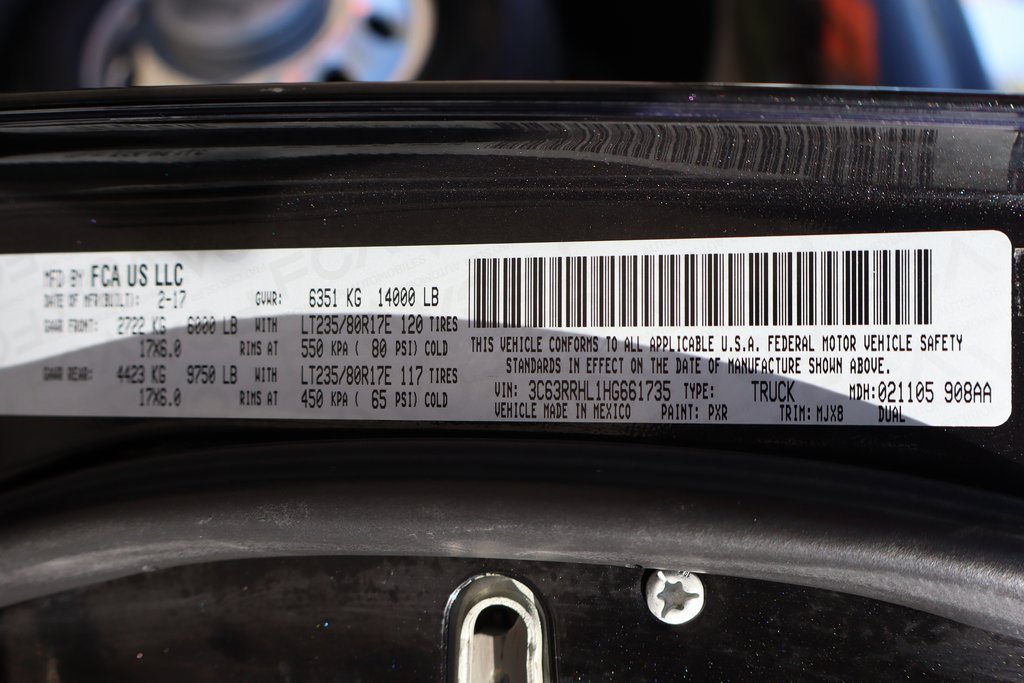 MFD BY FCA US LLC
DATE OF MFR(BUILT): 2-17 GVWR: 6351 KG 14000 LB
GAWR FRONT: 2722 KG 6000 LB WITH LT235/80R17E 120 TIRES
17X6.0 RIMS AT 550 KPA ( 80 PSI) COLD
GAWR REAR: 4423 KG 9750 LB WITH LT235/80R17E 117 TIRES
17X6.0 RIMS AT 450 KPA ( 65 PSI) COLD
THIS VEHICLE CONFORMS TO ALL APPLICABLE U.S.A. FEDERAL MOTOR VEHICLE SAFETY
STANDARDS IN EFFECT ON THE DATE OF MANUFACTURE SHOWN ABOVE.
VIN: 3C63RRHL1HG661735 TYPE: TRUCK MDH:021105 908AA
VEHICLE MADE IN MEXICO PAINT: PXR TRIM: MJX8 DUAL